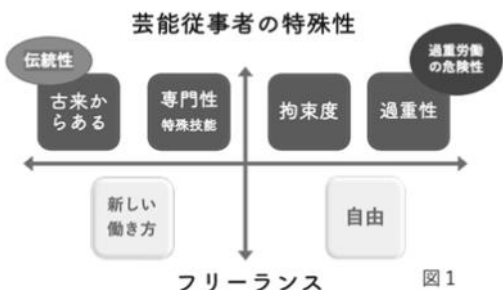 芸能従事者の特殊性
伝統性
過重労働
の危険性
古来か
らある
専門性
特殊技能
拘束度
過重性
新しい
働き方
自由
フリーランス
図1